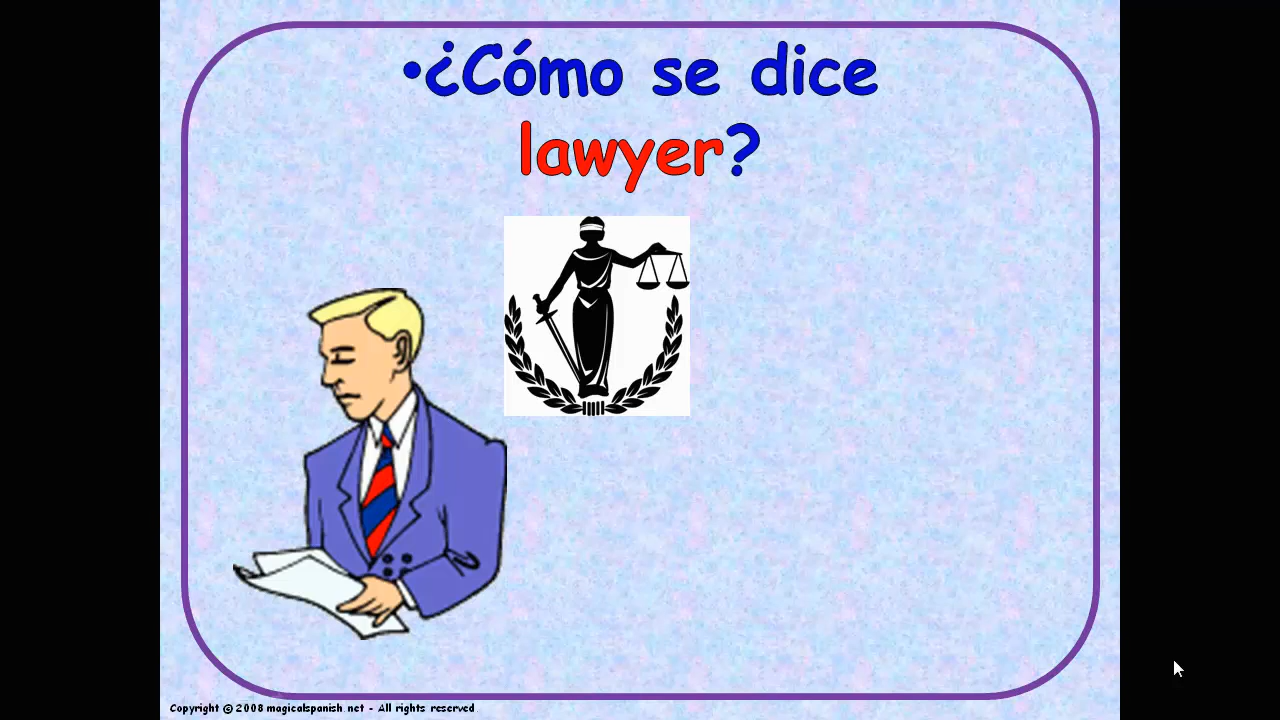 •¿Cómo se dice
lawyer?
Copyright © 2008 magicalspanish.net - All rights reserved